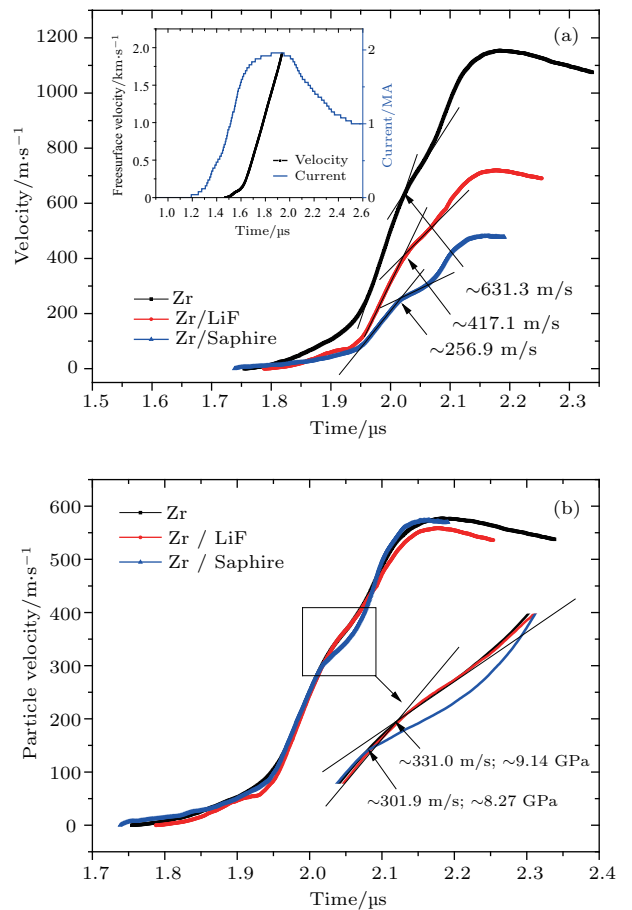 (a)
Velocity/m·s⁻¹
1200
1000
800
600
400
200
0
Freesurface velocity/km·s⁻¹
2.0
1.5
1.0
0.5
0
Current/MA
2
1
0
Velocity
Current
1.0 1.2 1.4 1.6 1.8 2.0 2.2 2.4 2.6
Time/µs
Zr
Zr/LiF
Zr/Saphire
~631.3 m/s
~417.1 m/s
~256.9 m/s
1.5 1.6 1.7 1.8 1.9 2.0 2.1 2.2 2.3
Time/µs
(b)
Particle velocity/m·s⁻¹
600
500
400
300
200
100
0
Zr
Zr / LiF
Zr / Saphire
~331.0 m/s; ~9.14 GPa
~301.9 m/s; ~8.27 GPa
1.7 1.8 1.9 2.0 2.1 2.2 2.3 2.4
Time/µs